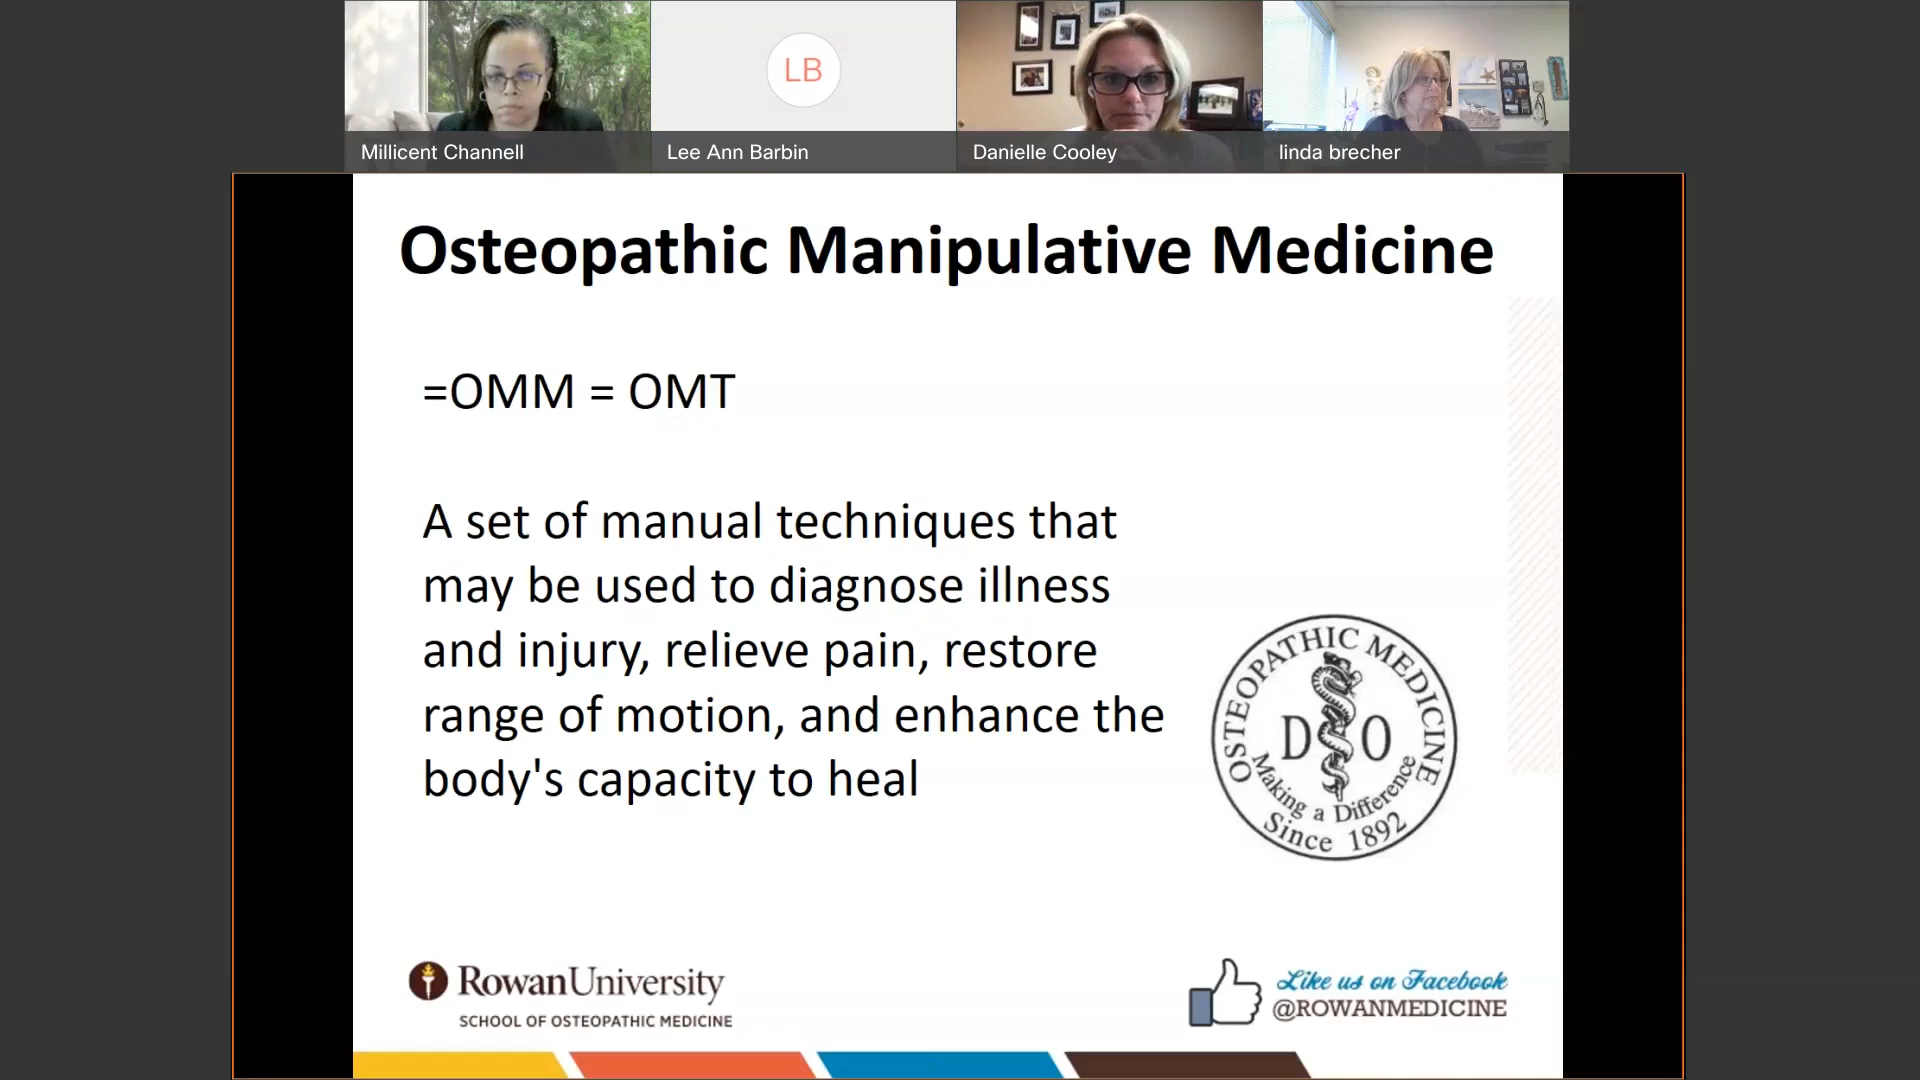 Millicent Channell
LB
Lee Ann Barbin
Danielle Cooley
linda brecher
Osteopathic Manipulative Medicine
=OMM = OMT
A set of manual techniques that
may be used to diagnose illness
and injury, relieve pain, restore
range of motion, and enhance the
body's capacity to heal
OSTEOPATHIC MEDICINE
D O
Making a Difference
Since 1892
RowanUniversity
SCHOOL OF OSTEOPATHIC MEDICINE
Like us on Facebook
@ROWANMEDICINE